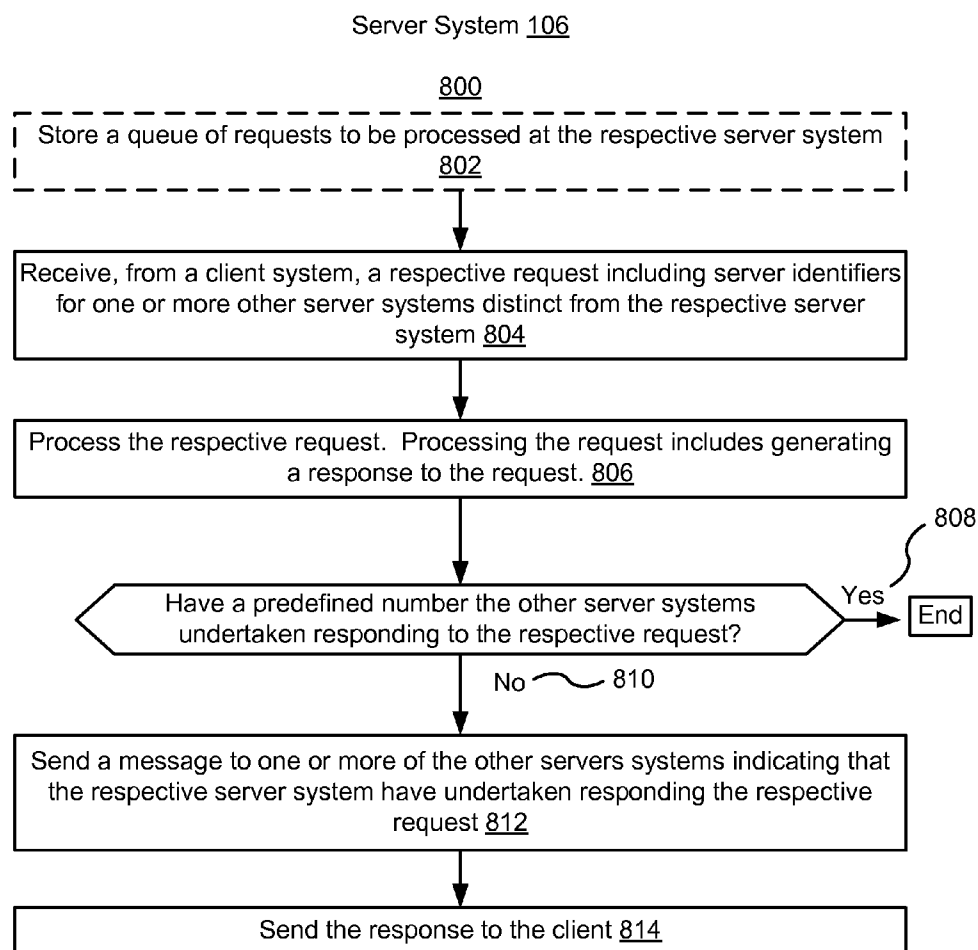 Server System 106
800
Store a queue of requests to be processed at the respective server system
802
Receive, from a client system, a respective request including server identifiers
for one or more other server systems distinct from the respective server
system 804
Process the respective request.  Processing the request includes generating
a response to the request. 806
808
Have a predefined number the other server systems
undertaken responding to the respective request?
Yes
End
No
810
Send a message to one or more of the other servers systems indicating that
the respective server system have undertaken responding the respective
request 812
Send the response to the client 814